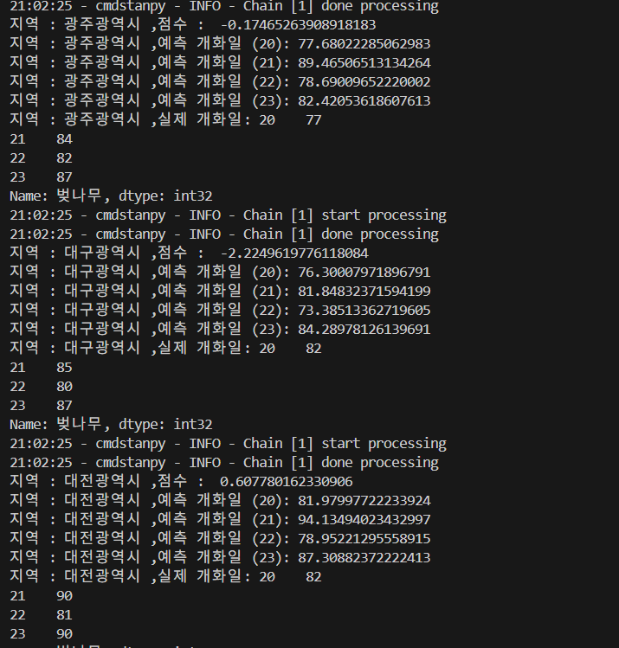 21:02:25 - cmdstanpy - INFO - Chain [1] done processing
지역 : 광주광역시 ,점수 :  -0.17465263908918183
지역 : 광주광역시 ,예측 개화일 (20): 77.68022285062983
지역 : 광주광역시 ,예측 개화일 (21): 89.46506513134264
지역 : 광주광역시 ,예측 개화일 (22): 78.69009652220002
지역 : 광주광역시 ,예측 개화일 (23): 82.42053618607613
지역 : 광주광역시 ,실제 개화일: 20    77
21    84
22    82
23    87
Name: 벚나무, dtype: int32
21:02:25 - cmdstanpy - INFO - Chain [1] start processing
21:02:25 - cmdstanpy - INFO - Chain [1] done processing
지역 : 대구광역시 ,점수 :  -2.2249619776118084
지역 : 대구광역시 ,예측 개화일 (20): 76.30007971896791
지역 : 대구광역시 ,예측 개화일 (21): 81.84832371594199
지역 : 대구광역시 ,예측 개화일 (22): 73.38513362719605
지역 : 대구광역시 ,예측 개화일 (23): 84.28978126139691
지역 : 대구광역시 ,실제 개화일: 20    82
21    85
22    80
23    87
Name: 벚나무, dtype: int32
21:02:25 - cmdstanpy - INFO - Chain [1] start processing
21:02:25 - cmdstanpy - INFO - Chain [1] done processing
지역 : 대전광역시 ,점수 :  0.607780162330906
지역 : 대전광역시 ,예측 개화일 (20): 81.97997722233924
지역 : 대전광역시 ,예측 개화일 (21): 94.13494023432997
지역 : 대전광역시 ,예측 개화일 (22): 78.95221295558915
지역 : 대전광역시 ,예측 개화일 (23): 87.30882372222413
지역 : 대전광역시 ,실제 개화일: 20    82
21    90
22    81
23    90